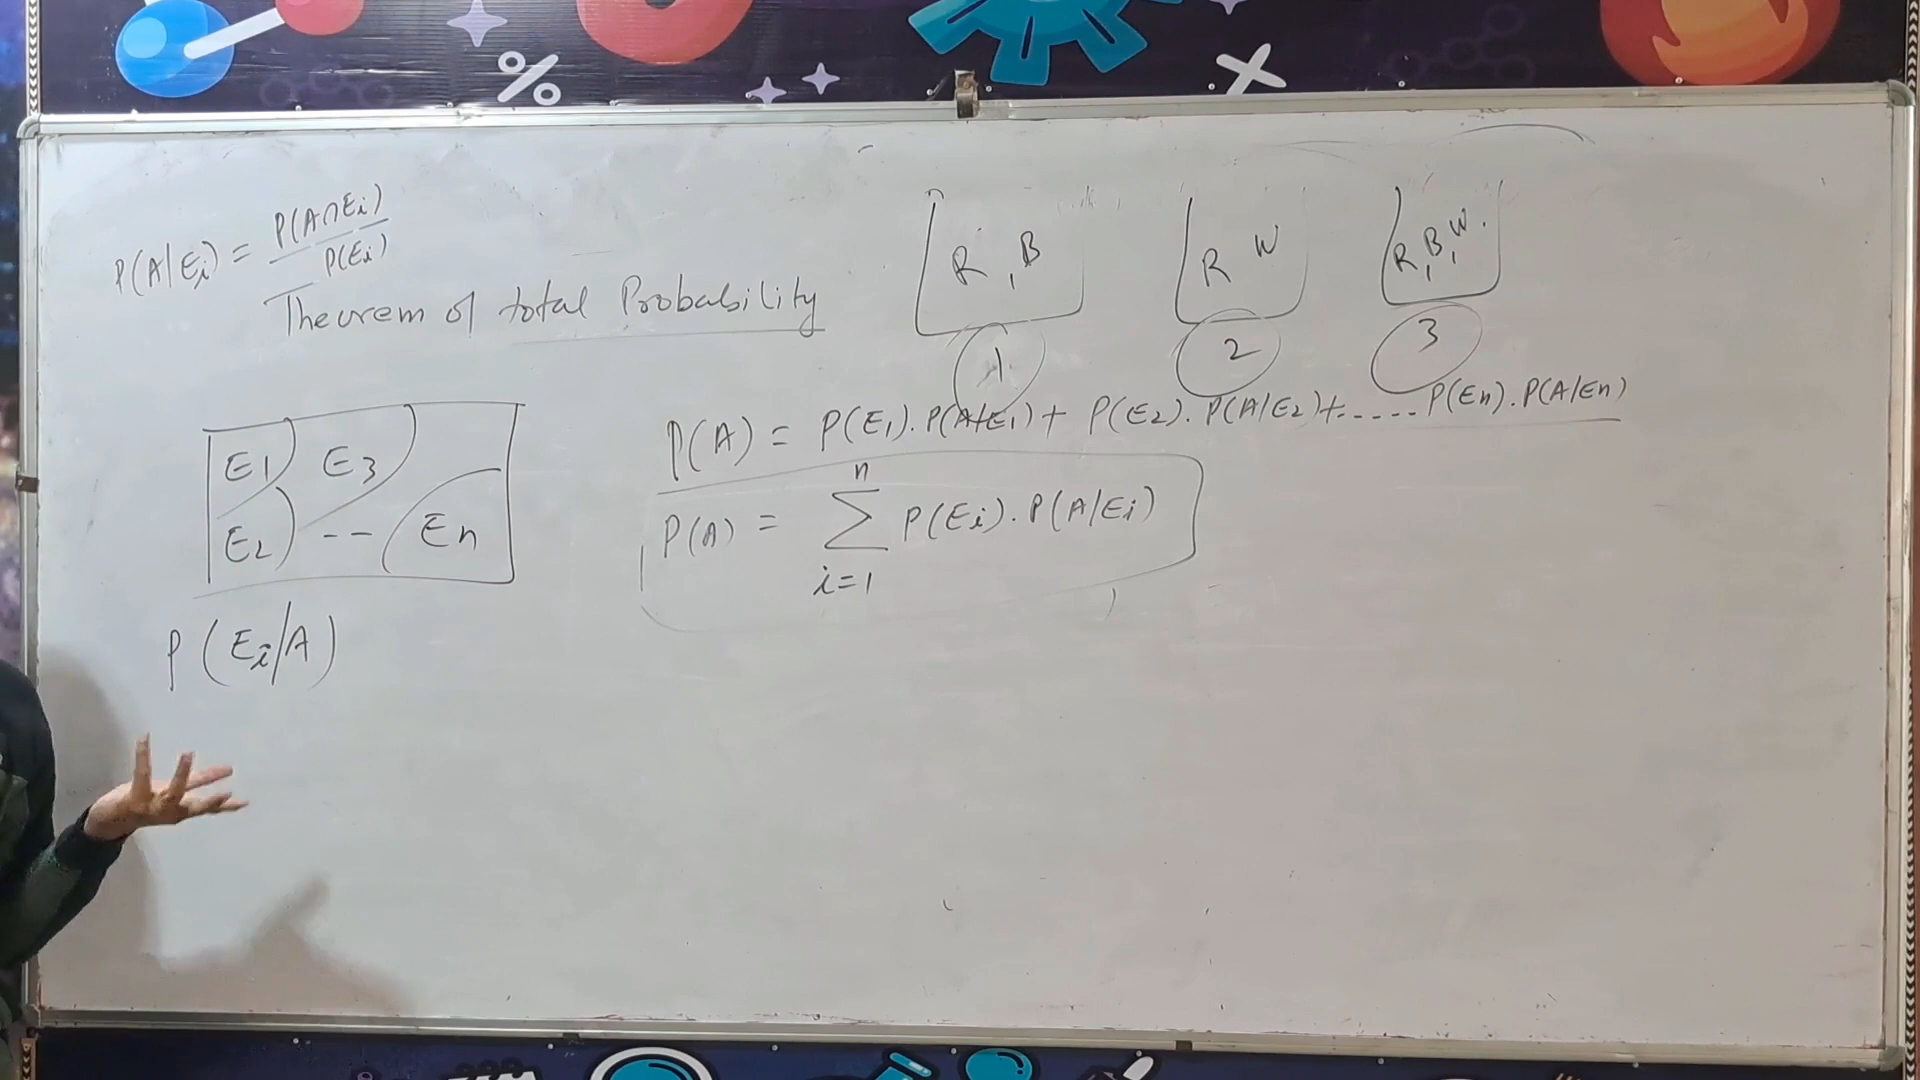 P(A|Ei) = P(A∩Ei) / P(Ei)
Theorem of total Probability
R, B
1
R W
2
R, B, W.
3
E1 E3
E2 -- En
P(A) = P(E1). P(A/E1) + P(E2). P(A/E2) + ...... P(En). P(A/En)
P(A) = n ∑ i=1 P(Ei). P(A/Ei)
P(Ei/A)
%